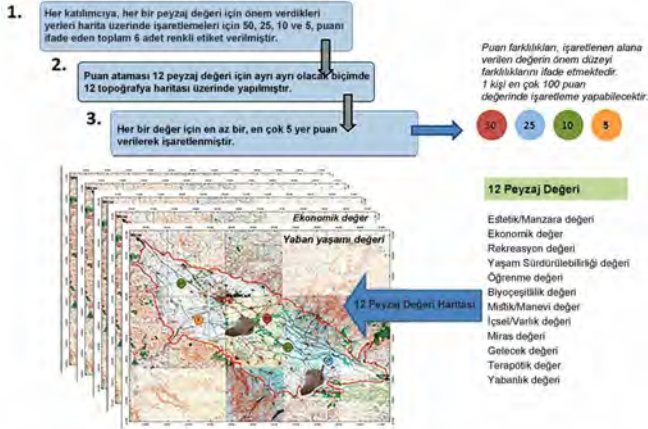 1.
Her katılımcıya, her bir peyzaj değeri için önem verdikleri
yerleri harita üzerinde işaretlemeleri için 50, 25, 10 ve 5, puanı
ifade eden toplam 6 adet renkli etiket verilmiştir.
2.
Puan ataması 12 peyzaj değeri için ayrı ayrı olacak biçimde
12 topoğrafya haritası üzerinde yapılmıştır.
3.
Her bir değer için en az bir, en çok 5 yer puan
verilerek işaretlenmiştir.
Puan farklılıkları, işaretlenen alana
verilen değerin önem düzeyi
farklılıklarını ifade etmektedir.
1 kişi en çok 100 puan
değerinde işaretleme yapabilecektir.
50 25 10 5
12 Peyzaj Değeri
Estetik/Manzara değeri
Ekonomik değer
Rekreasyon değeri
Yaşam Sürdürülebilirliği değeri
Öğrenme değeri
Biyoçeşitlilik değeri
Mistik/Manevi değer
İçsel/Varlık değeri
Miras değeri
Gelecek değeri
Terapötik değer
Yabanlık değeri
Ekonomik değer
Yaban yaşamı değeri
12 Peyzaj Değeri Haritası